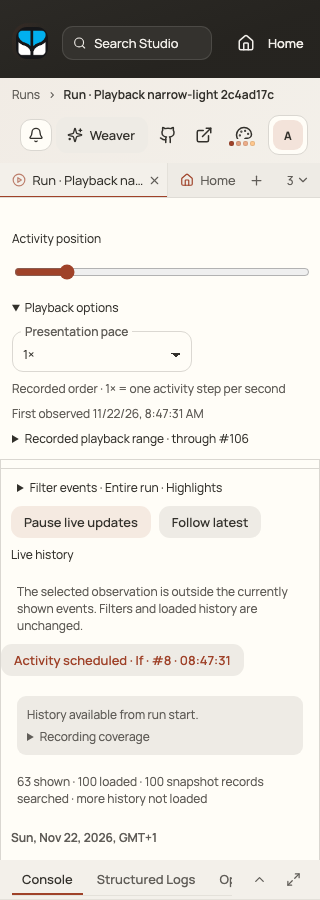 Search Studio
Home
Runs > Run · Playback narrow-light 2c4ad17c
Weaver
A
Run · Playback na...
Home
3
Activity position
Playback options
Presentation pace
1×
Recorded order · 1× = one activity step per second
First observed 11/22/26, 8:47:31 AM
Recorded playback range · through #106
Filter events · Entire run · Highlights
Pause live updates
Follow latest
Live history
The selected observation is outside the currently
shown events. Filters and loaded history are
unchanged.
Activity scheduled · If · #8 · 08:47:31
History available from run start.
Recording coverage
63 shown · 100 loaded · 100 snapshot records
searched · more history not loaded
Sun, Nov 22, 2026, GMT+1
Console
Structured Logs